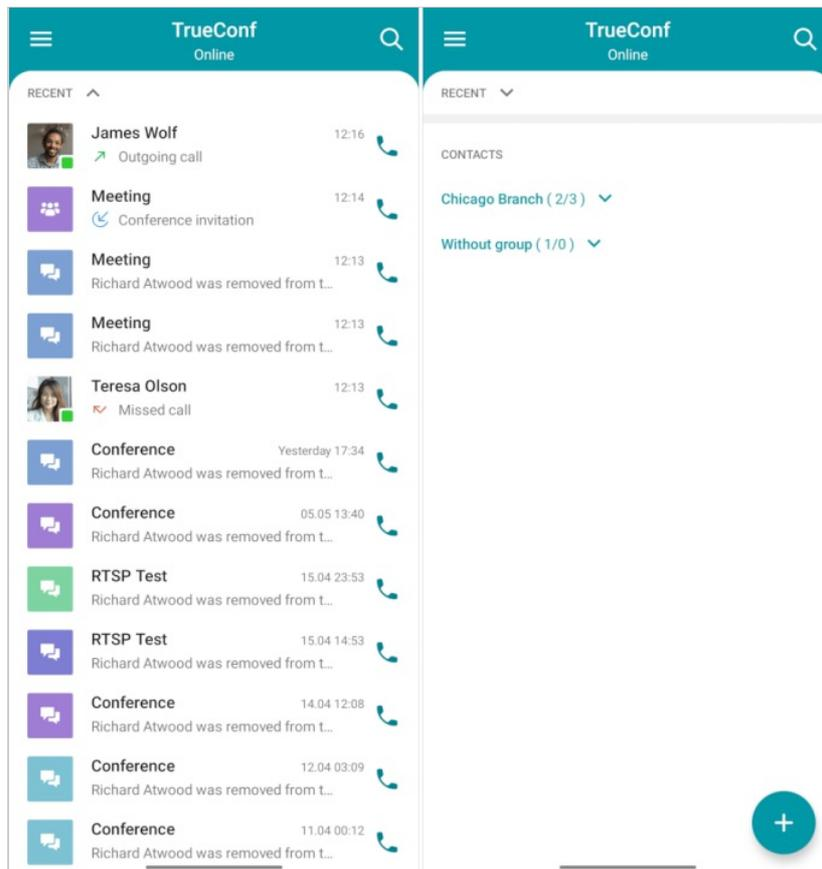 TrueConf
Online
RECENT
James Wolf 12:16
Outgoing call
Meeting 12:14
Conference invitation
Meeting 12:13
Richard Atwood was removed from t...
Meeting 12:13
Richard Atwood was removed from t...
Teresa Olson 12:13
Missed call
Conference Yesterday 17:34
Richard Atwood was removed from t...
Conference 05.05 13:40
Richard Atwood was removed from t...
RTSP Test 15.04 23:53
Richard Atwood was removed from t...
RTSP Test 15.04 14:53
Richard Atwood was removed from t...
Conference 14.04 12:08
Richard Atwood was removed from t...
Conference 12.04 03:09
Richard Atwood was removed from t...
Conference 11.04 00:12
Richard Atwood was removed from t...
TrueConf
Online
RECENT
CONTACTS
Chicago Branch ( 2/3 )
Without group ( 1/0 )